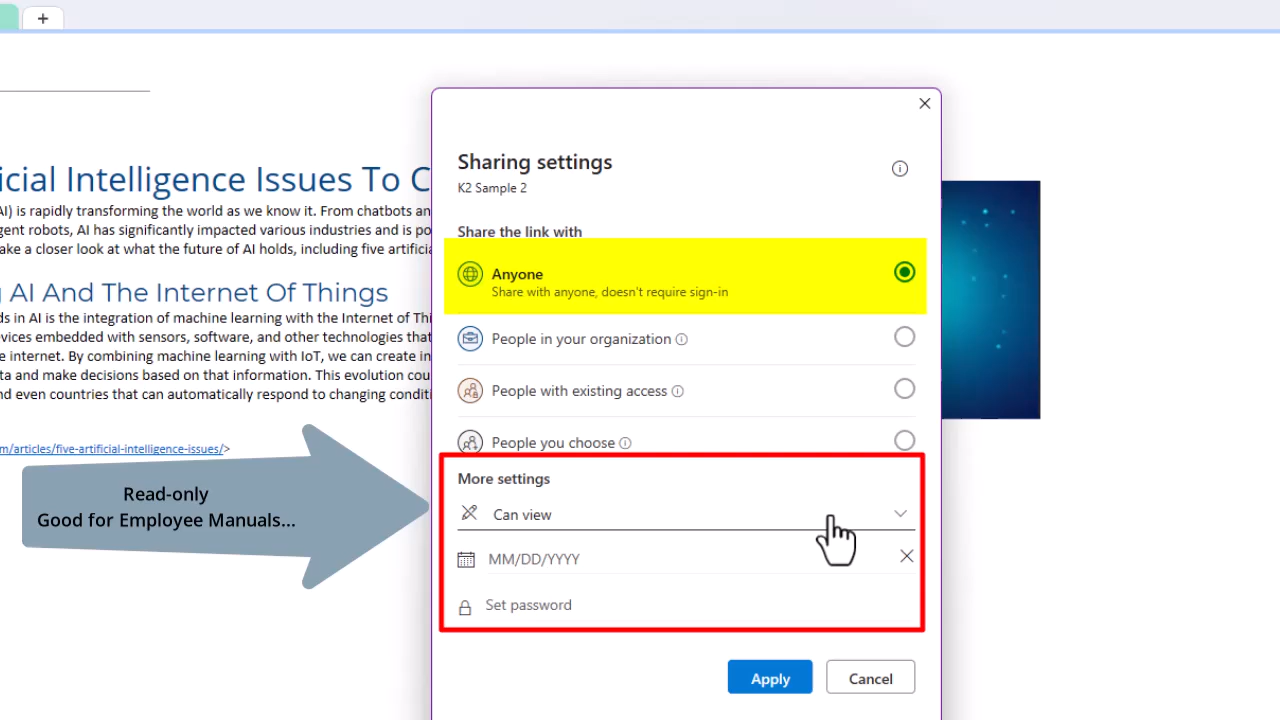 +
Sharing settings
K2 Sample 2
Share the link with
Anyone
Share with anyone, doesn't require sign-in
People in your organization
People with existing access
People you choose
More settings
Can view
MM/DD/YYYY
Set password
Apply
Cancel
icial Intelligence Issues To C
AI) is rapidly transforming the world as we know it. From chatbots an
gent robots, AI has significantly impacted various industries and is po
ake a closer look at what the future of AI holds, including five artificia
g AI And The Internet Of Things
ds in AI is the integration of machine learning with the Internet of Thi
vices embedded with sensors, software, and other technologies that
e internet. By combining machine learning with IoT, we can create in
ta and make decisions based on that information. This evolution cou
nd even countries that can automatically respond to changing conditi
m/articles/five-artificial-intelligence-issues/>
Read-only
Good for Employee Manuals...